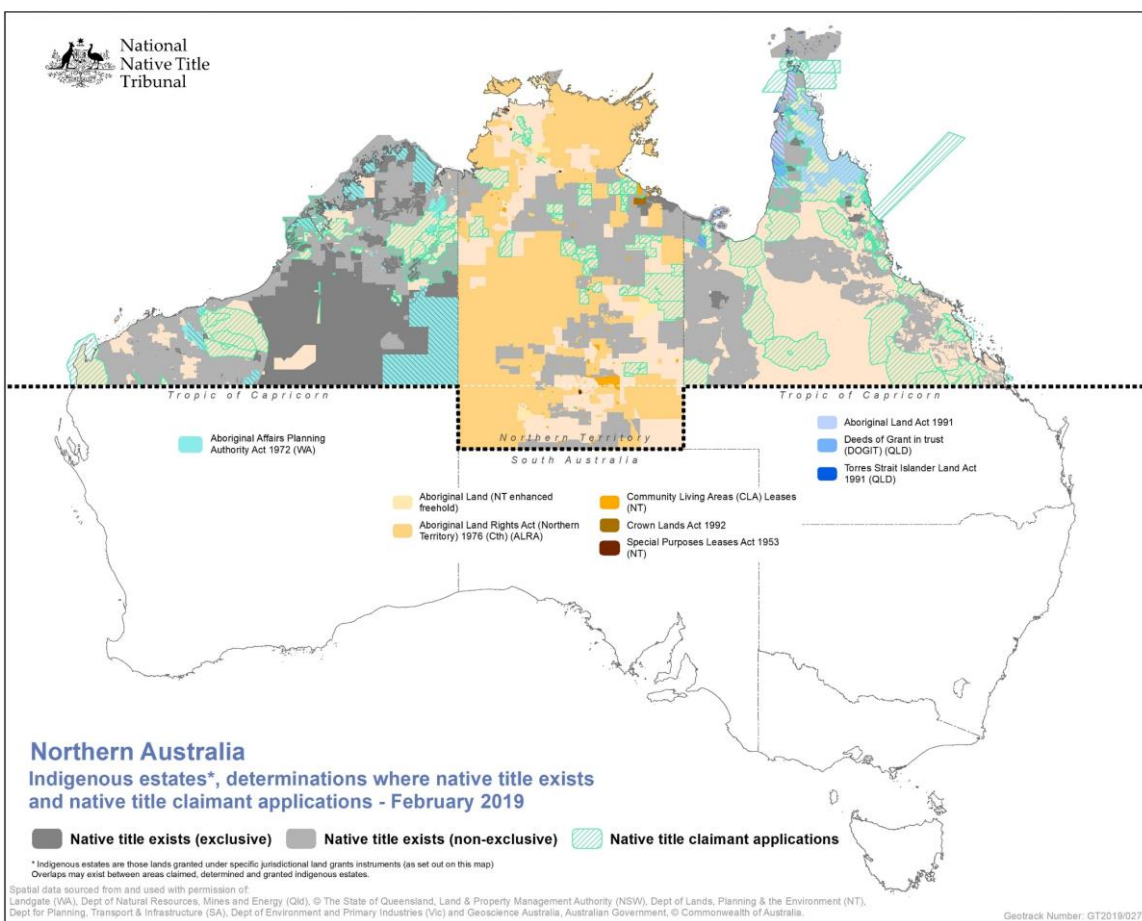 National
Native Title
Tribunal
Tropic of Capricorn
Tropic of Capricorn
Northern Territory
South Australia
Aboriginal Affairs Planning
Authority Act 1972 (WA)
Aboriginal Land (NT enhanced
freehold)
Aboriginal Land Rights Act (Northern
Territory) 1976 (Cth) (ALRA)
Community Living Areas (CLA) Leases
(NT)
Crown Lands Act 1992
Special Purposes Leases Act 1953
(NT)
Aboriginal Land Act 1991
Deeds of Grant in trust
(DOGIT) (QLD)
Torres Strait Islander Land Act
1991 (QLD)
Northern Australia
Indigenous estates*, determinations where native title exists
and native title claimant applications - February 2019
Native title exists (exclusive)
Native title exists (non-exclusive)
Native title claimant applications
* Indigenous estates are those lands granted under specific jurisdictional land grants instruments (as set out on this map)
Overlaps may exist between areas claimed, determined and granted indigenous estates.
Spatial data sourced from and used with permission of:
Landgate (WA), Dept of Natural Resources, Mines and Energy (Qld), © The State of Queensland, Land & Property Management Authority (NSW), Dept of Lands, Planning & the Environment (NT),
Dept for Planning, Transport & Infrastructure (SA), Dept of Environment and Primary Industries (Vic) and Geoscience Australia, Australian Government, © Commonwealth of Australia.
Geotrack Number: GT2019/027